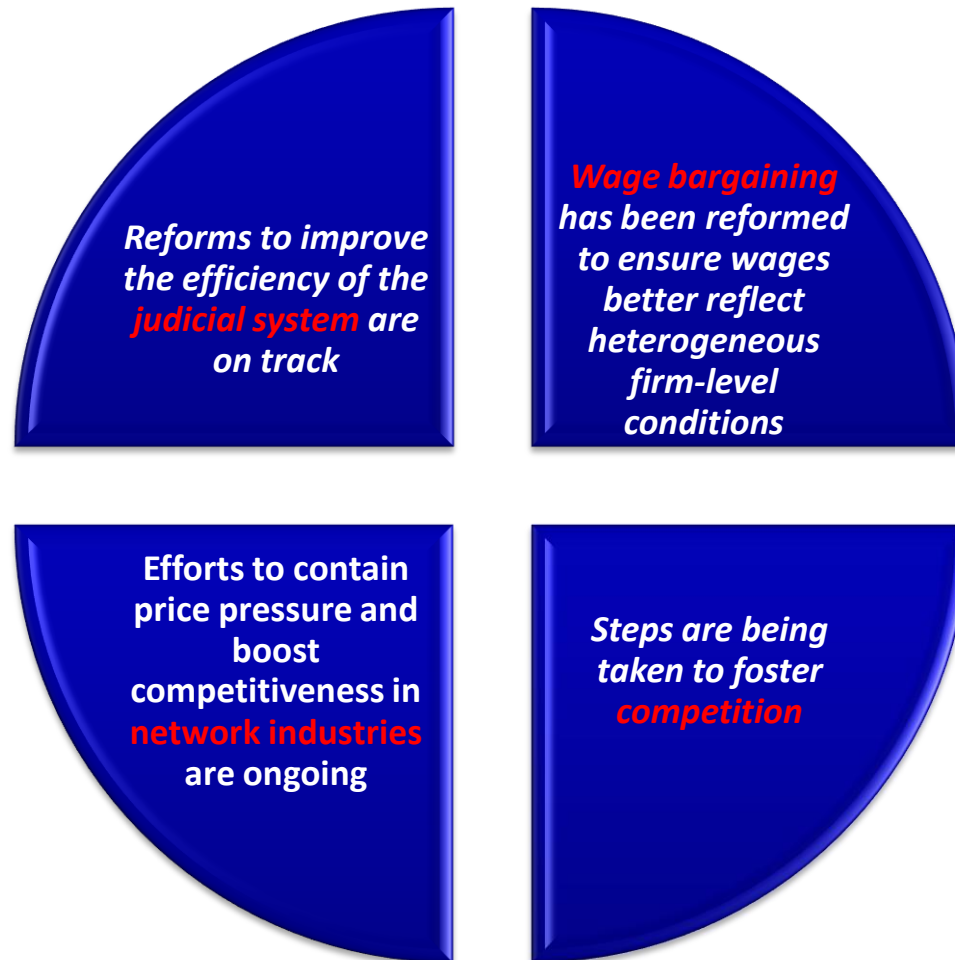 Reforms to improve
the efficiency of the
judicial system are
on track
Wage bargaining
has been reformed
to ensure wages
better reflect
heterogeneous
firm-level
conditions
Efforts to contain
price pressure and
boost
competitiveness in
network industries
are ongoing
Steps are being
taken to foster
competition